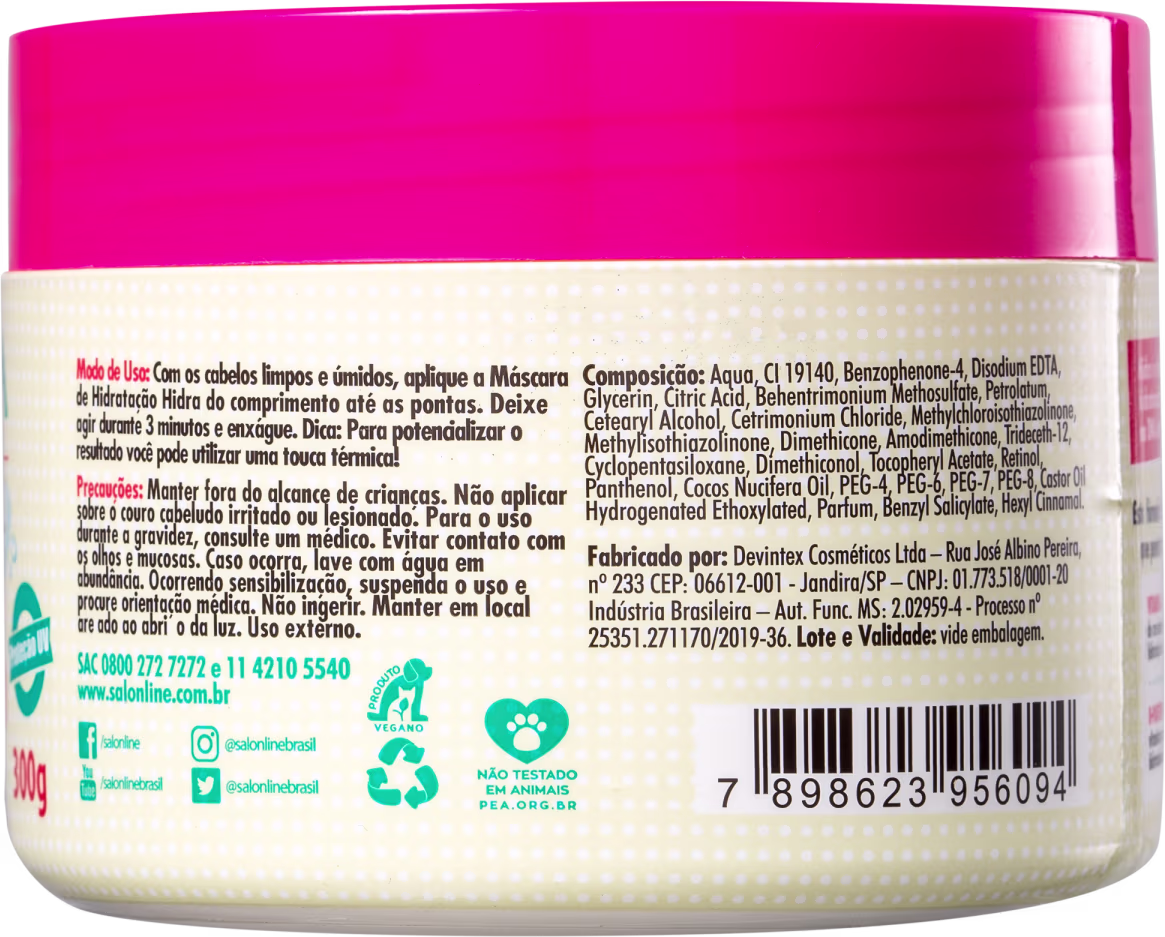 Modo de Uso: Com os cabelos limpos e úmidos, aplique a Máscara
de Hidratação Hidra do comprimento até as pontas. Deixe
agir durante 3 minutos e enxágue. Dica: Para potencializar o
resultado você pode utilizar uma touca térmica!
Precauções: Manter fora do alcance de crianças. Não aplicar
sobre o couro cabeludo irritado ou lesionado. Para o uso
durante a gravidez, consulte um médico. Evitar contato com
os olhos e mucosas. Caso ocorra, lave com água em
abundância. Ocorrendo sensibilização, suspenda o uso e
procure orientação médica. Não ingerir. Manter em local
are ado ao abri o da luz. Uso externo.
SAC 0800 272 7272 e 11 4210 5540
www.salonline.com.br
/salonline
@salonlinebrasil
You
Tube
/salonlinebrasil
@salonlinebrasil
PRODUTO
VEGANO
NÃO TESTADO
EM ANIMAIS
PEA.ORG.BR
300g
Composição: Aqua, CI 19140, Benzophenone-4, Disodium EDTA,
Glycerin, Citric Acid, Behentrimonium Methosulfate, Petrolatum,
Cetearyl Alcohol, Cetrimonium Chloride, Methylchloroisothiazolinone,
Methylisothiazolinone, Dimethicone, Amodimethicone, Trideceth-12,
Cyclopentasiloxane, Dimethiconol, Tocopheryl Acetate, Retinol,
Panthenol, Cocos Nucifera Oil, PEG-4, PEG-6, PEG-7, PEG-8, Castor Oil
Hydrogenated Ethoxylated, Parfum, Benzyl Salicylate, Hexyl Cinnamal.
Fabricado por: Devintex Cosméticos Ltda – Rua José Albino Pereira,
nº 233 CEP: 06612-001 - Jandira/SP – CNPJ: 01.773.518/0001-20
Indústria Brasileira – Aut. Func. MS: 2.02959-4 - Processo nº
25351.271170/2019-36. Lote e Validade: vide embalagem.
7 898623 956094